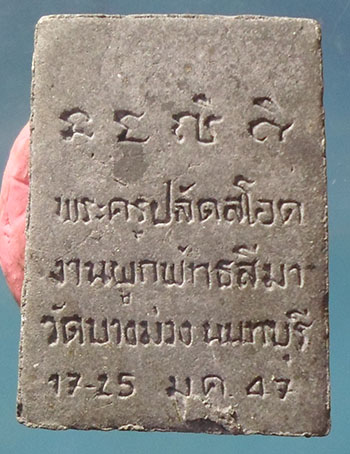 พระครูปลัดสโอด
งานผูกพัทธสีมา
วัดบางม่วง นนทบุรี
17-25 ม ค. 47